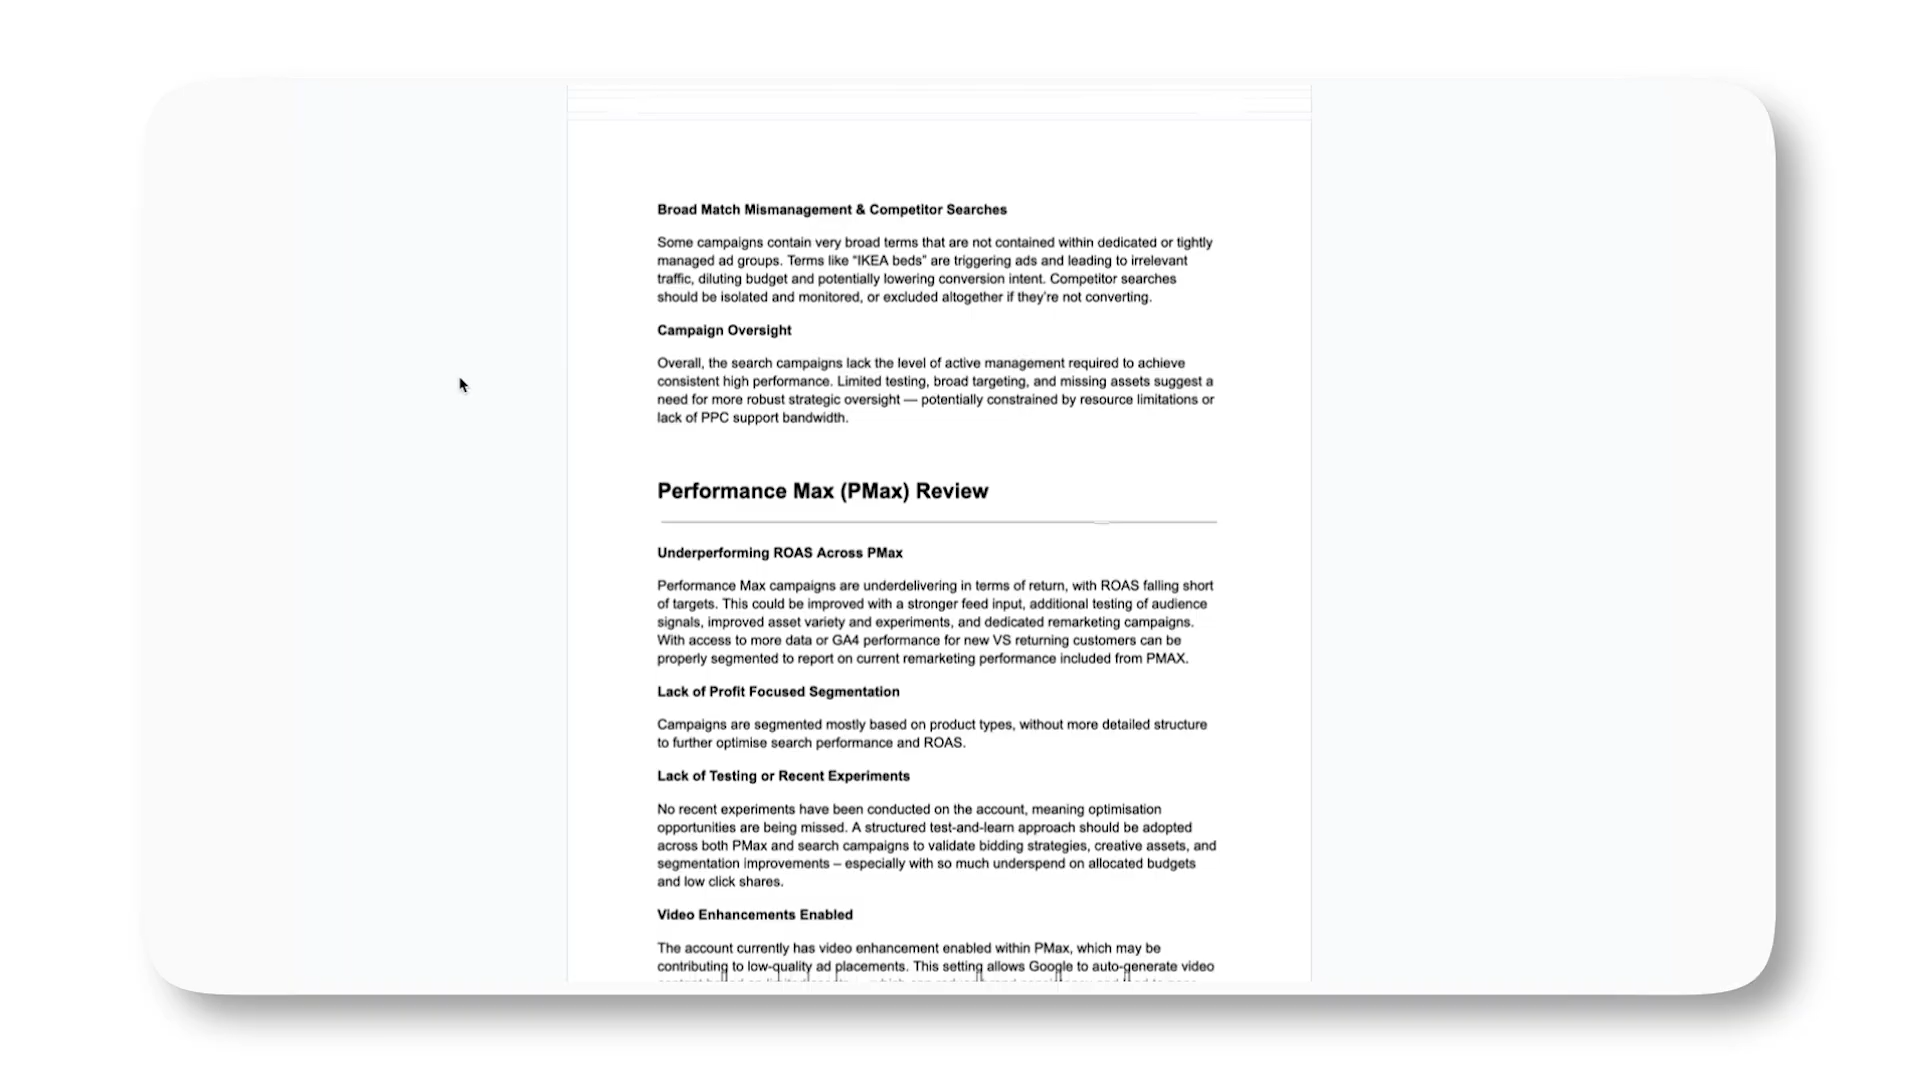 Broad Match Mismanagement & Competitor Searches
Some campaigns contain very broad terms that are not contained within dedicated or tightly
managed ad groups. Terms like “IKEA beds” are triggering ads and leading to irrelevant
traffic, diluting budget and potentially lowering conversion intent. Competitor searches
should be isolated and monitored, or excluded altogether if they're not converting.
Campaign Oversight
Overall, the search campaigns lack the level of active management required to achieve
consistent high performance. Limited testing, broad targeting, and missing assets suggest a
need for more robust strategic oversight — potentially constrained by resource limitations or
lack of PPC support bandwidth.
Performance Max (PMax) Review
Underperforming ROAS Across PMax
Performance Max campaigns are underdelivering in terms of return, with ROAS falling short
of targets. This could be improved with a stronger feed input, additional testing of audience
signals, improved asset variety and experiments, and dedicated remarketing campaigns.
With access to more data or GA4 performance for new VS returning customers can be
properly segmented to report on current remarketing performance included from PMAX.
Lack of Profit Focused Segmentation
Campaigns are segmented mostly based on product types, without more detailed structure
to further optimise search performance and ROAS.
Lack of Testing or Recent Experiments
No recent experiments have been conducted on the account, meaning optimisation
opportunities are being missed. A structured test-and-learn approach should be adopted
across both PMax and search campaigns to validate bidding strategies, creative assets, and
segmentation improvements – especially with so much underspend on allocated budgets
and low click shares.
Video Enhancements Enabled
The account currently has video enhancement enabled within PMax, which may be
contributing to low-quality ad placements. This setting allows Google to auto-generate video